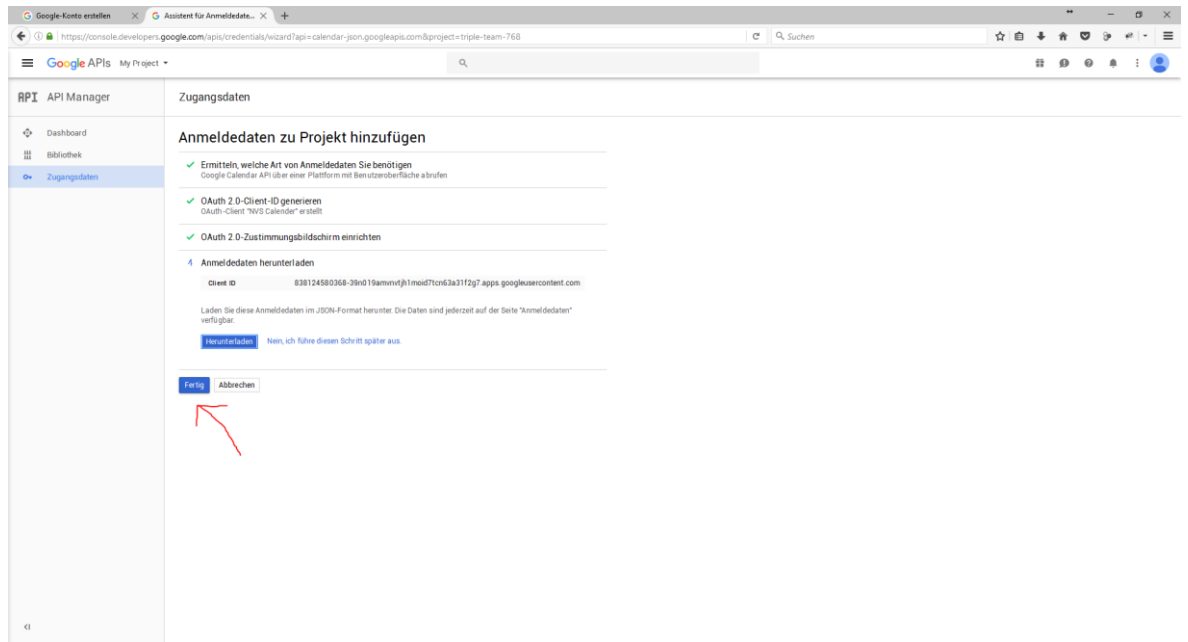 Google-Konto erstellen
Assistent für Anmeldedate...
https://console.developers.google.com/apis/credentials/wizard?api=calendar-json.googleapis.com&project=triple-team-768
Suchen
Google APIs My Project
API API Manager
Zugangsdaten
Dashboard
Bibliothek
Zugangsdaten
Anmeldedaten zu Projekt hinzufügen
Ermitteln, welche Art von Anmeldedaten Sie benötigen
Google Calendar API über einer Plattform mit Benutzeroberfläche abrufen
OAuth 2.0-Client-ID generieren
OAuth-Client "NVS Calender" erstellt
OAuth 2.0-Zustimmungsbildschirm einrichten
4 Anmeldedaten herunterladen
Client ID 838124580368-39n019amvnvtjh1moid7tcn63a31f2g7.apps.googleusercontent.com
Laden Sie diese Anmeldedaten im JSON-Format herunter. Die Daten sind jederzeit auf der Seite "Anmeldedaten"
verfügbar.
Herunterladen Nein, ich führe diesen Schritt später aus.
Fertig Abbrechen